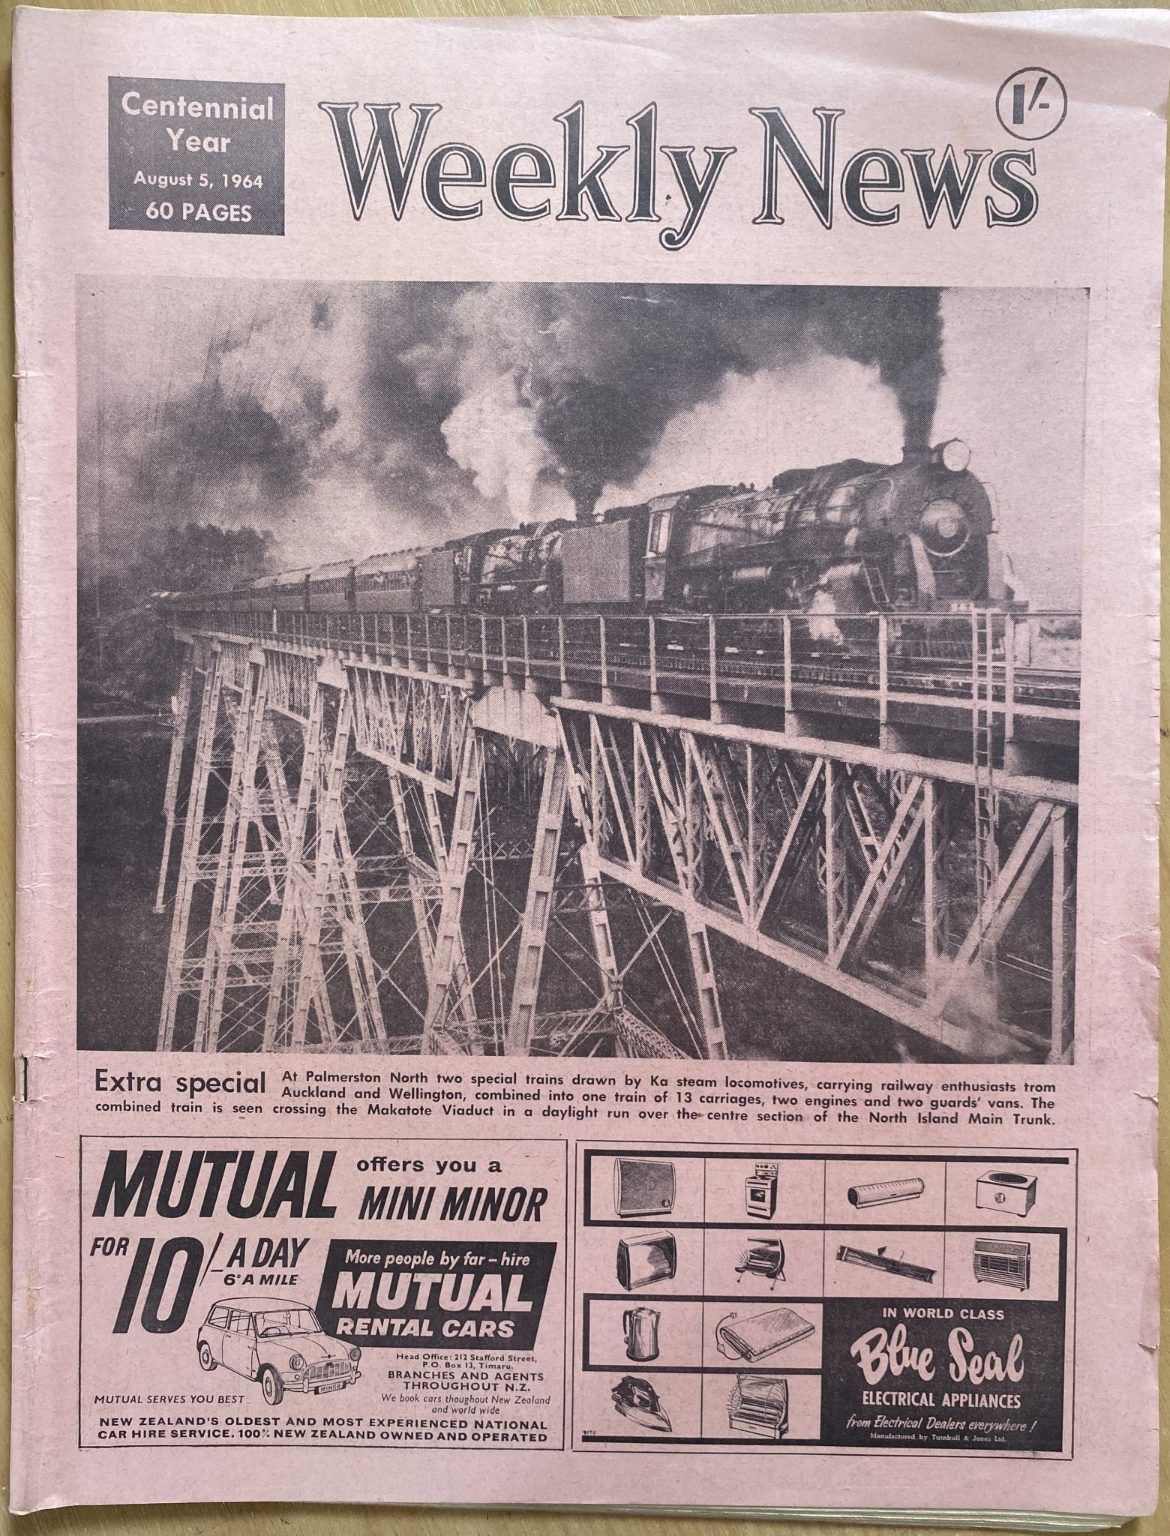 Centennial
Year
August 5, 1964
60 PAGES
Weekly News
1/-
Extra special At Palmerston North two special trains drawn by Ka steam locomotives, carrying railway enthusiasts from
Auckland and Wellington, combined into one train of 13 carriages, two engines and two guards' vans. The
combined train is seen crossing the Makatote Viaduct in a daylight run over the centre section of the North Island Main Trunk.
MUTUAL offers you a
MINI MINOR
FOR 10/- A DAY
6ᴰ A MILE
More people by far - hire
MUTUAL
RENTAL CARS
Head Office: 212 Stafford Street,
P.O. Box 13, Timaru.
BRANCHES AND AGENTS
THROUGHOUT N.Z.
We book cars thoughout New Zealand
and world wide
MINOR
MUTUAL SERVES YOU BEST
NEW ZEALAND'S OLDEST AND MOST EXPERIENCED NATIONAL
CAR HIRE SERVICE. 100% NEW ZEALAND OWNED AND OPERATED
IN WORLD CLASS
Blue Seal
ELECTRICAL APPLIANCES
from Electrical Dealers everywhere!
Manufactured by Turnbull & Jones Ltd.